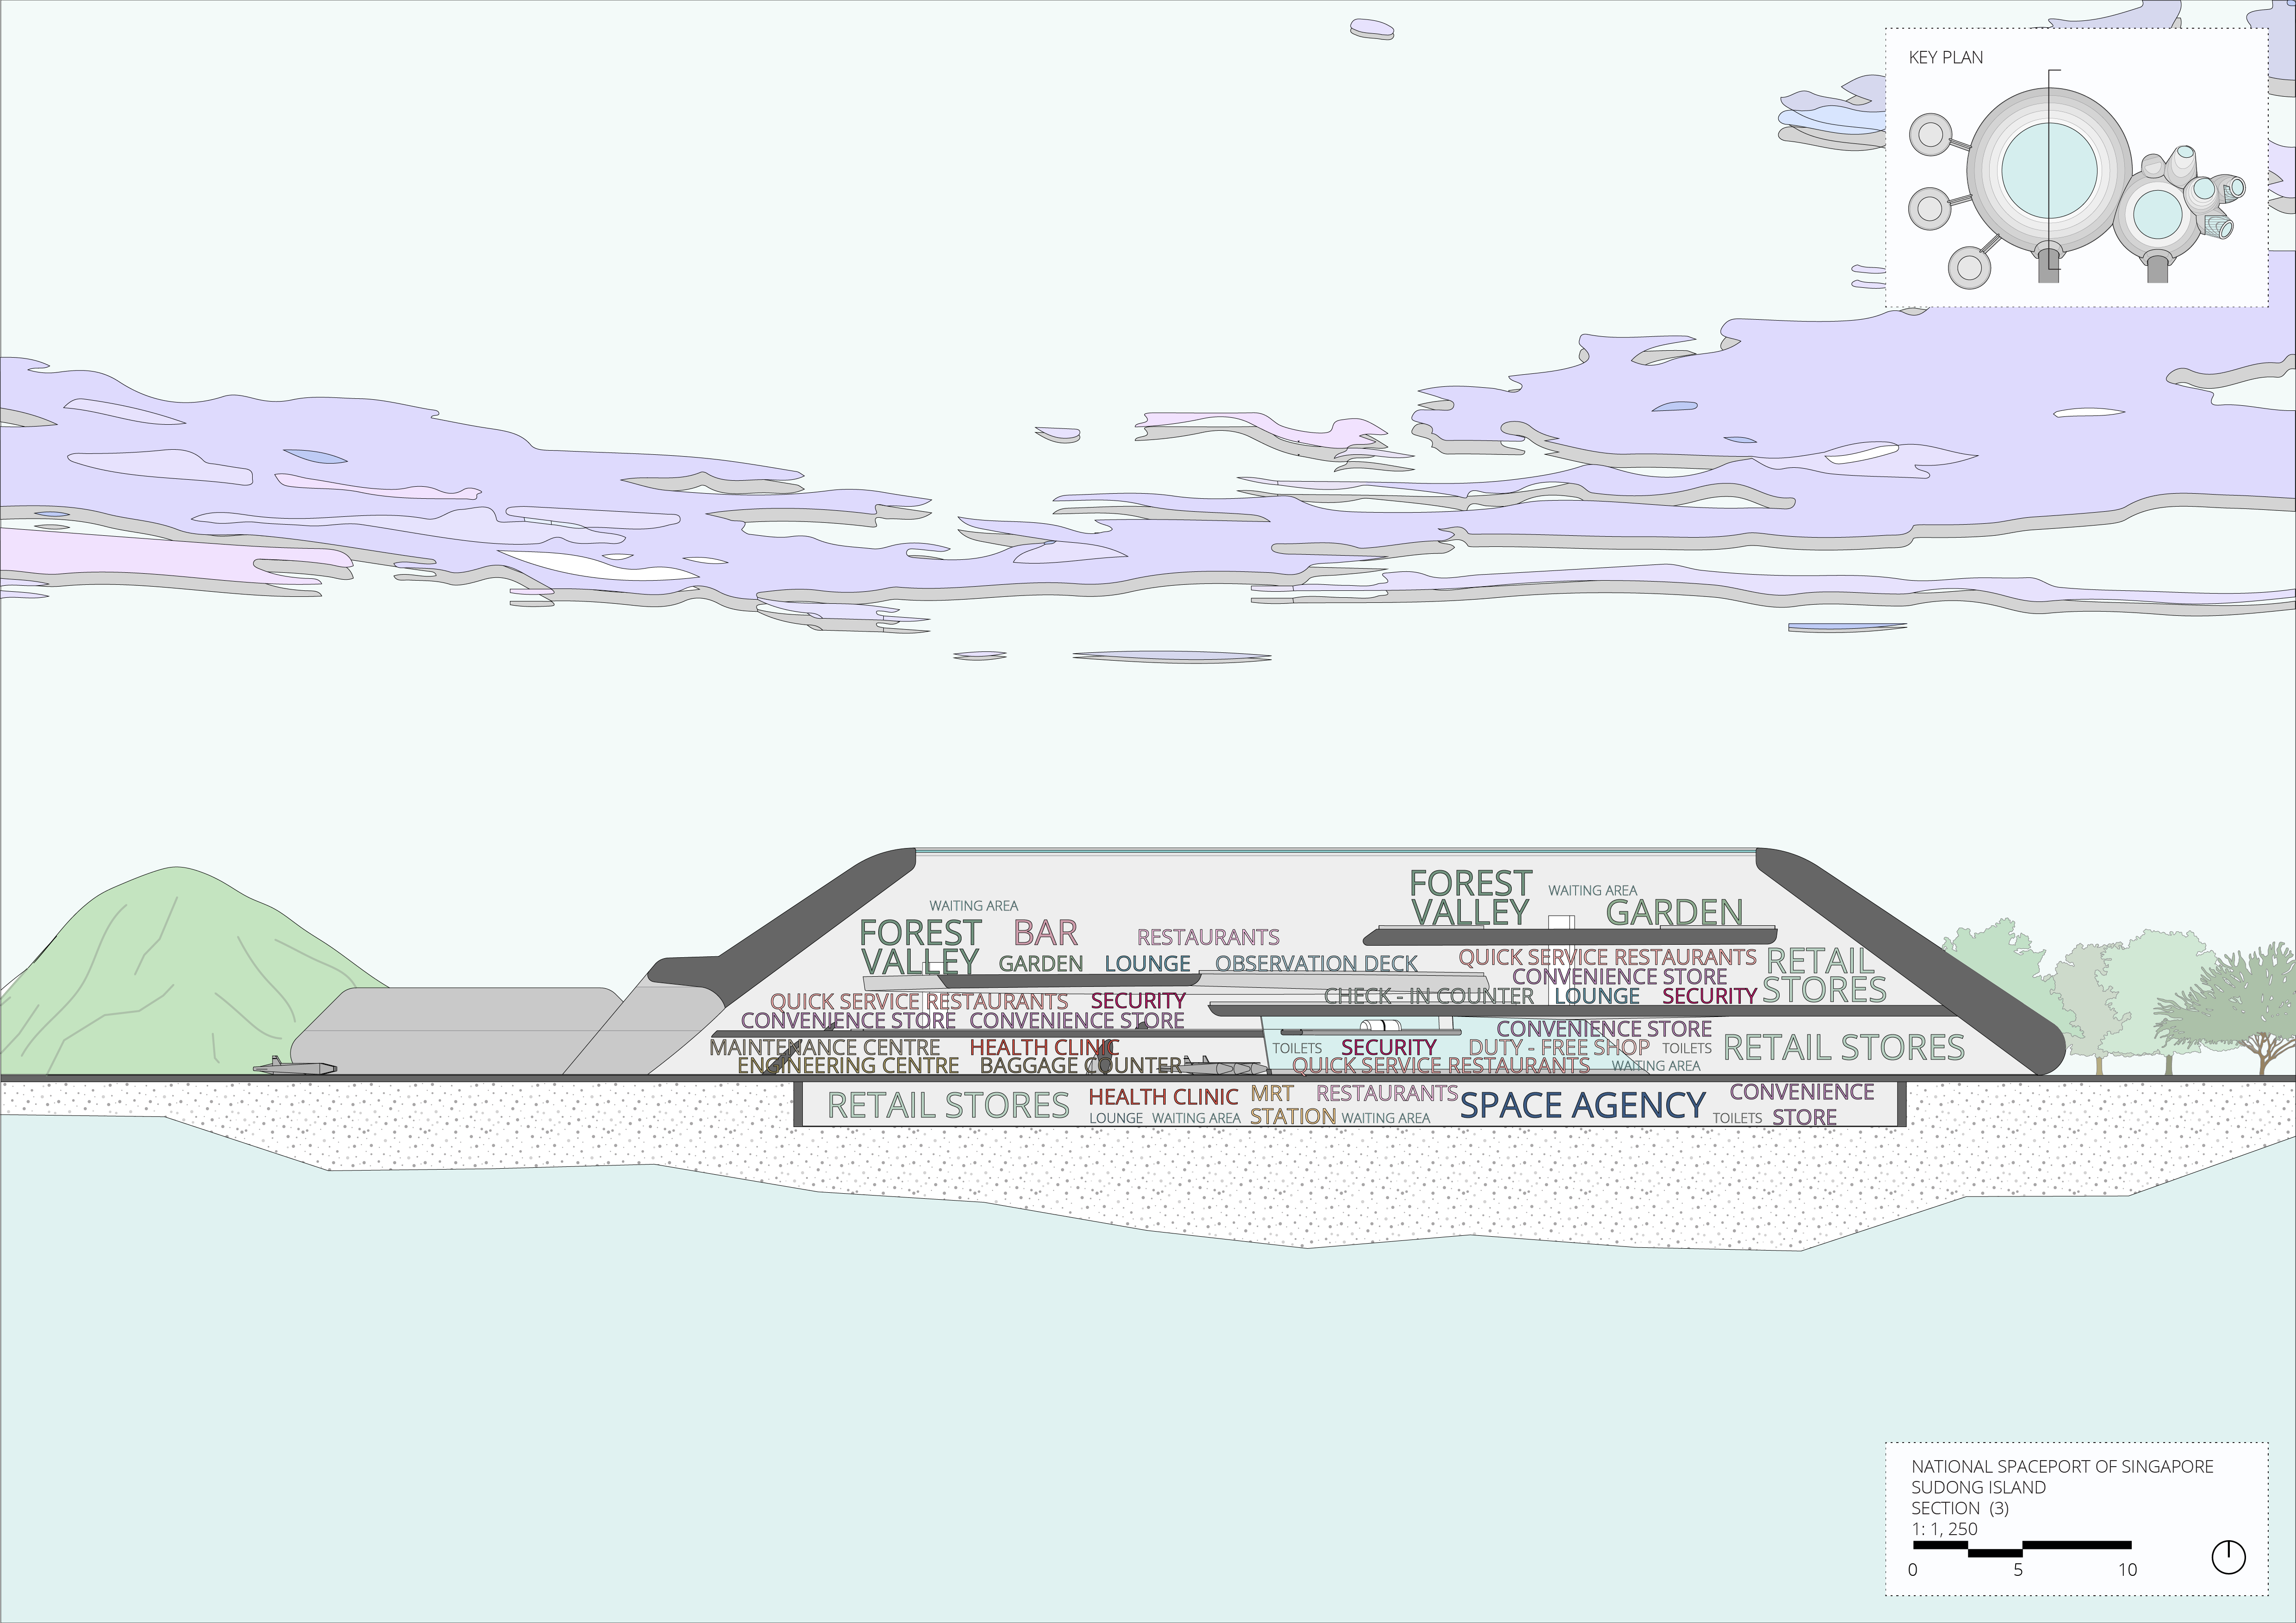 KEY PLAN
FOREST
VALLEY
WAITING AREA
GARDEN
WAITING AREA
FOREST
VALLEY
BAR
RESTAURANTS
GARDEN
LOUNGE
OBSERVATION DECK
QUICK SERVICE RESTAURANTS
CONVENIENCE STORE
RETAIL
STORES
CHECK - IN COUNTER
LOUNGE
SECURITY
QUICK SERVICE RESTAURANTS
SECURITY
CONVENIENCE STORE
CONVENIENCE STORE
MAINTENANCE CENTRE
HEALTH CLINIC
ENGINEERING CENTRE
BAGGAGE COUNTER
CONVENIENCE STORE
TOILETS
SECURITY
DUTY - FREE SHOP
TOILETS
QUICK SERVICE RESTAURANTS
WAITING AREA
RETAIL STORES
RETAIL STORES
HEALTH CLINIC
LOUNGE
WAITING AREA
MRT
STATION
RESTAURANTS
WAITING AREA
SPACE AGENCY
TOILETS
CONVENIENCE
STORE
NATIONAL SPACEPORT OF SINGAPORE
SUDONG ISLAND
SECTION (3)
1: 1, 250
0 5 10